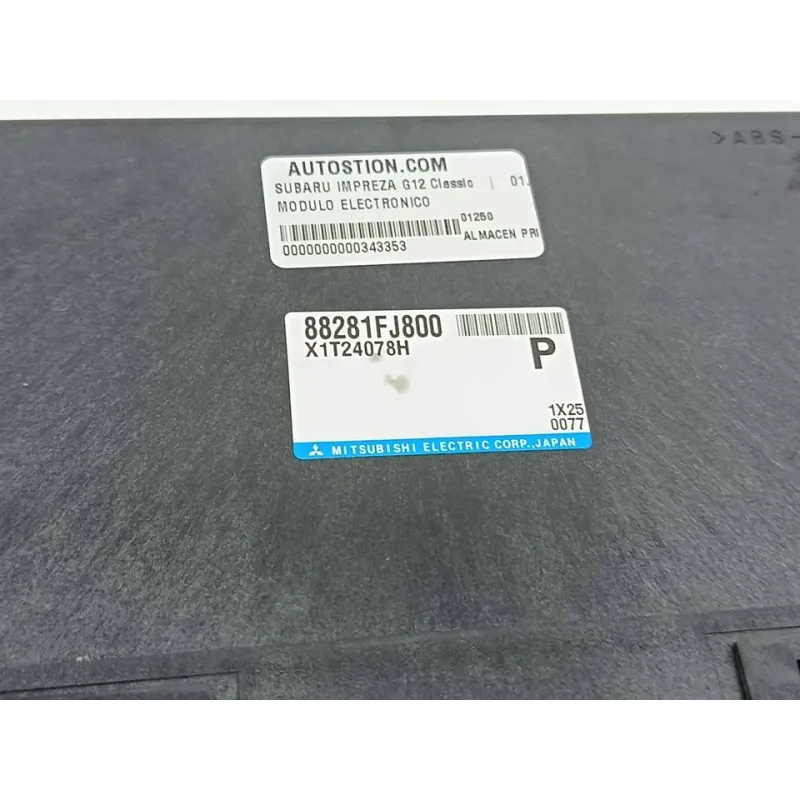 >ABS-
AUTOSTION.COM
SUBARU IMPREZA G12 Classic | 01.
MODULO ELECTRONICO
01250
0000000000343353 ALMACEN PRI
88281FJ800
X1T24078H
P
1X25
0077
MITSUBISHI ELECTRIC CORP.,JAPAN